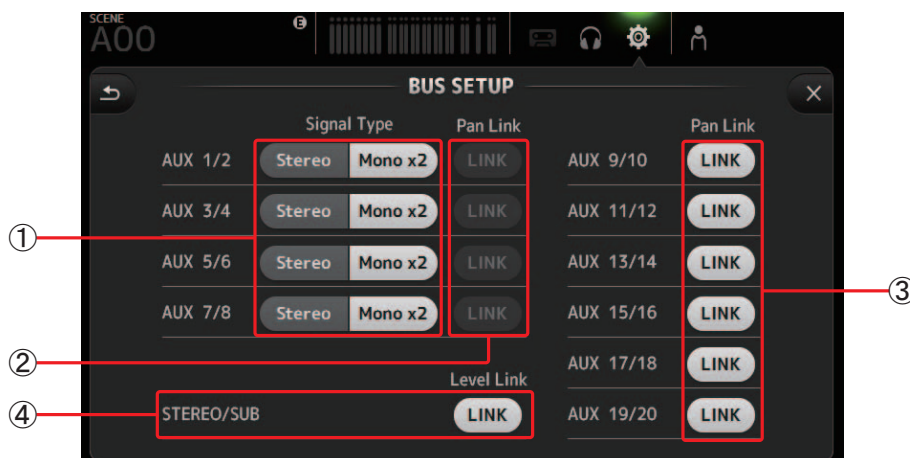 SCENE
A00
E
BUS SETUP
Signal Type Pan Link Pan Link
AUX 1/2 Stereo Mono x2 LINK AUX 9/10 LINK
AUX 3/4 Stereo Mono x2 LINK AUX 11/12 LINK
① AUX 5/6 Stereo Mono x2 LINK AUX 13/14 LINK ③
AUX 7/8 Stereo Mono x2 LINK AUX 15/16 LINK
② Level Link AUX 17/18 LINK
④ STEREO/SUB LINK AUX 19/20 LINK